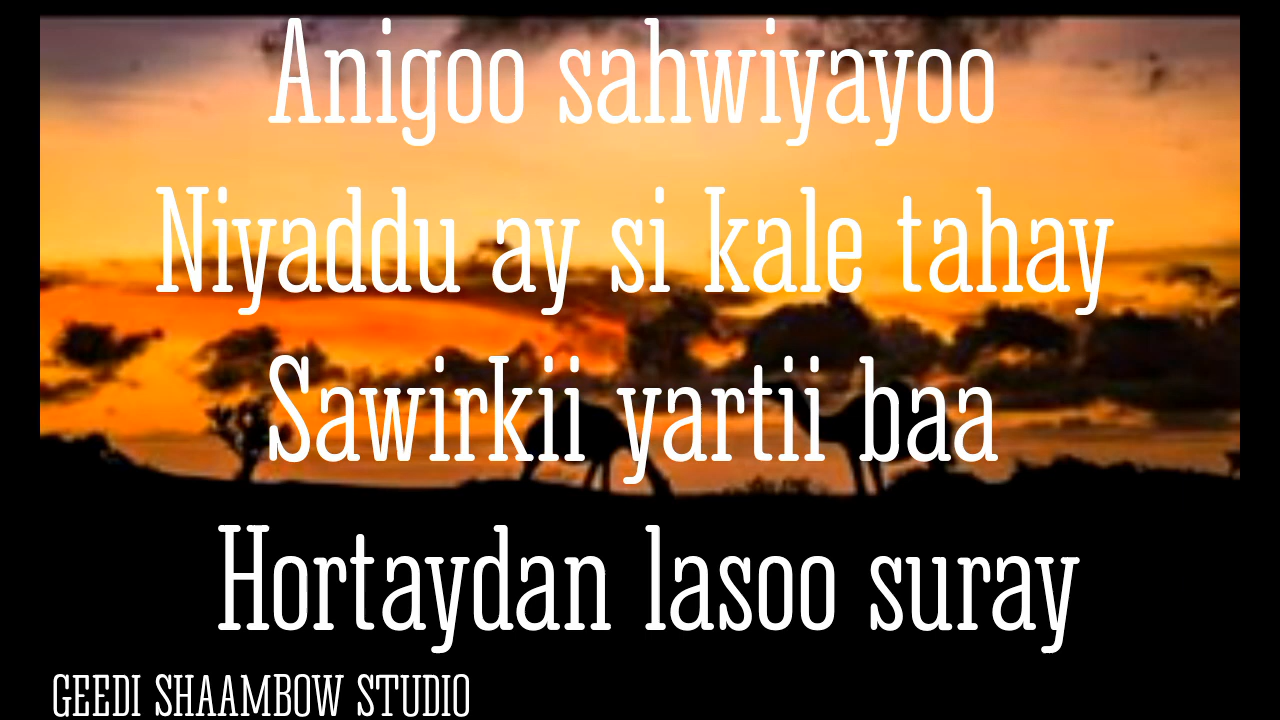 Anigoo sahwiyayoo
Niyaddu ay si kale tahay
Sawirkii yartii baa
Hortaydan lasoo suray
GEEDI SHAAMBOW STUDIO